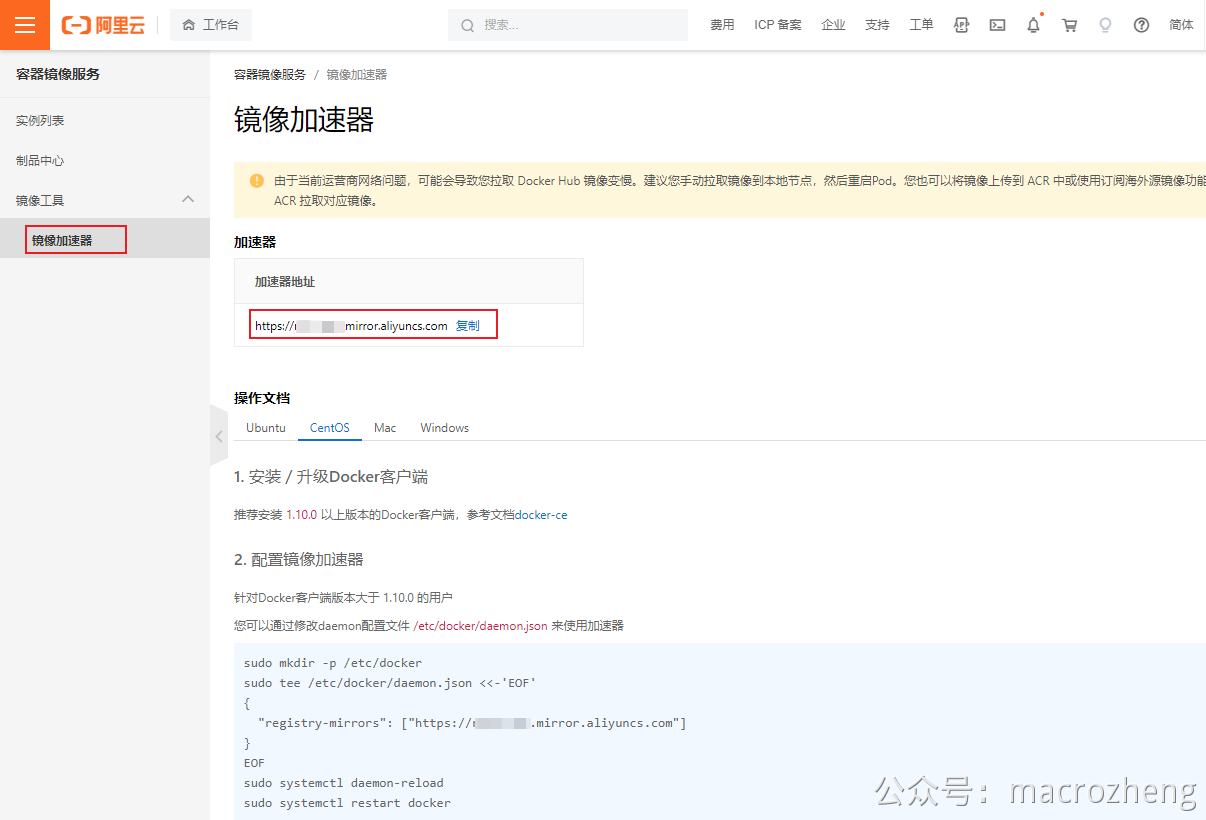 阿里云
工作台
搜索...
费用 ICP 备案 企业 支持 工单 简体
容器镜像服务
实例列表
制品中心
镜像工具
镜像加速器
容器镜像服务 / 镜像加速器
镜像加速器
由于当前运营商网络问题，可能会导致您拉取 Docker Hub 镜像变慢。建议您手动拉取镜像到本地节点，然后重启Pod。您也可以将镜像上传到 ACR 中或使用订阅海外源镜像功能
ACR 拉取对应镜像。
加速器
加速器地址
https:// mirror.aliyuncs.com 复制
操作文档
Ubuntu CentOS Mac Windows
1. 安装 / 升级Docker客户端
推荐安装 1.10.0 以上版本的Docker客户端，参考文档docker-ce
2. 配置镜像加速器
针对Docker客户端版本大于 1.10.0 的用户
您可以通过修改daemon配置文件 /etc/docker/daemon.json 来使用加速器
sudo mkdir -p /etc/docker
sudo tee /etc/docker/daemon.json <<-'EOF'
{
"registry-mirrors": ["https:// .mirror.aliyuncs.com"]
}
EOF
sudo systemctl daemon-reload
sudo systemctl restart docker
公众号：macrozheng